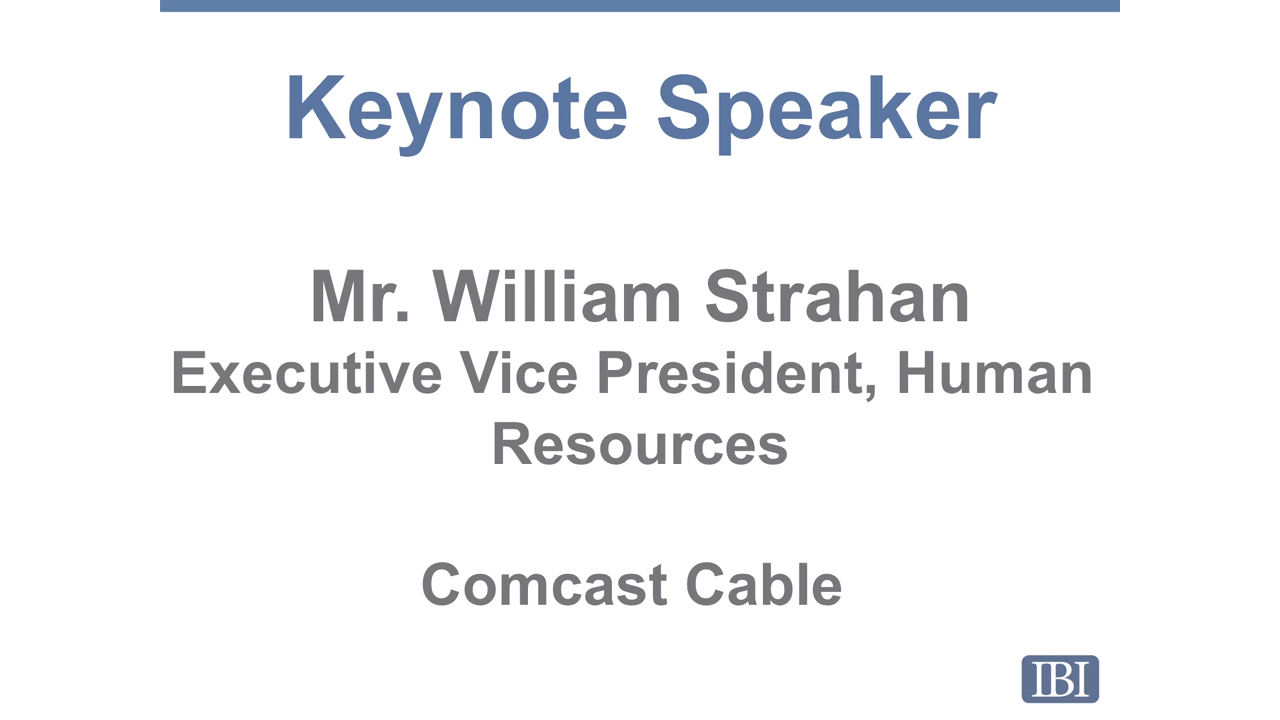 Keynote Speaker
Mr. William Strahan
Executive Vice President, Human
Resources
Comcast Cable
IBI